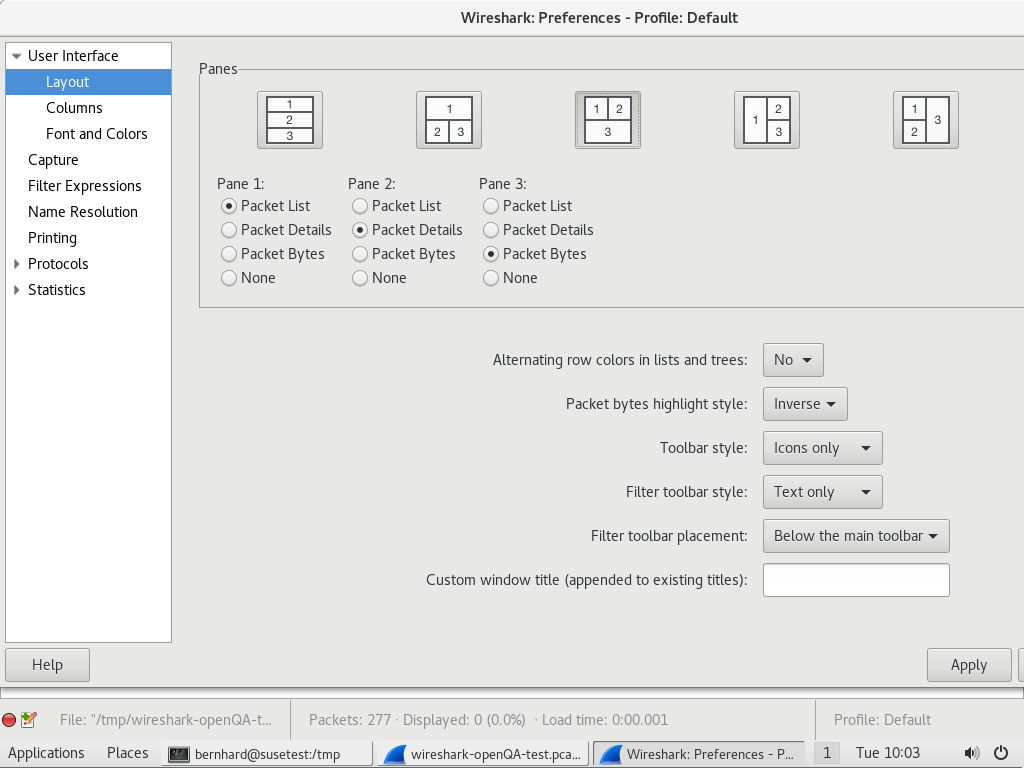 Wireshark: Preferences - Profile: Default
User Interface
Layout
Columns
Font and Colors
Capture
Filter Expressions
Name Resolution
Printing
Protocols
Statistics
Panes
1 2 3
1 2 3
1 2 3
1 2 3
1 2 3
Pane 1: Pane 2: Pane 3:
Packet List Packet List Packet List
Packet Details Packet Details Packet Details
Packet Bytes Packet Bytes Packet Bytes
None None None
Alternating row colors in lists and trees: No
Packet bytes highlight style: Inverse
Toolbar style: Icons only
Filter toolbar style: Text only
Filter toolbar placement: Below the main toolbar
Custom window title (appended to existing titles):
Help Apply
File: "/tmp/wireshark-openQA-t... Packets: 277 · Displayed: 0 (0.0%) · Load time: 0:00.001 Profile: Default
Applications Places bernhard@susetest:/tmp wireshark-openQA-test.pca... Wireshark: Preferences - P... 1 Tue 10:03